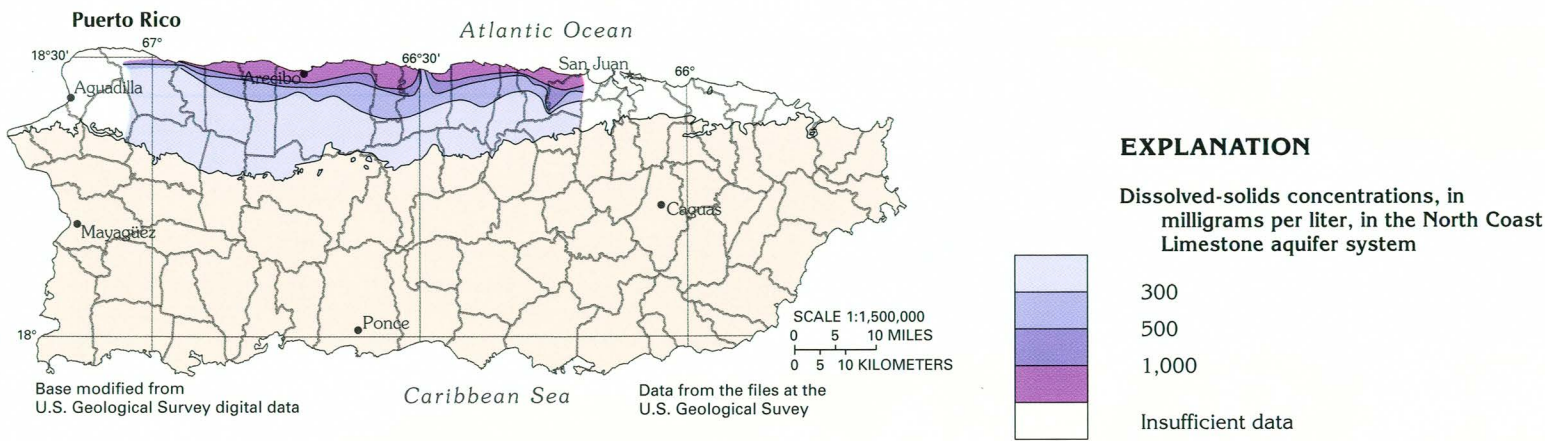 Puerto Rico
Atlantic Ocean
67°
18°30'
66°30'
San Juan
66°
Arecibo
Aguadilla
Caguas
Mayagüez
Ponce
18°
SCALE 1:1,500,000
0 5 10 MILES
0 5 10 KILOMETERS
Base modified from
U.S. Geological Survey digital data
Caribbean Sea
Data from the files at the
U.S. Geological Suvey
EXPLANATION
Dissolved-solids concentrations, in
milligrams per liter, in the North Coast
Limestone aquifer system
300
500
1,000
Insufficient data